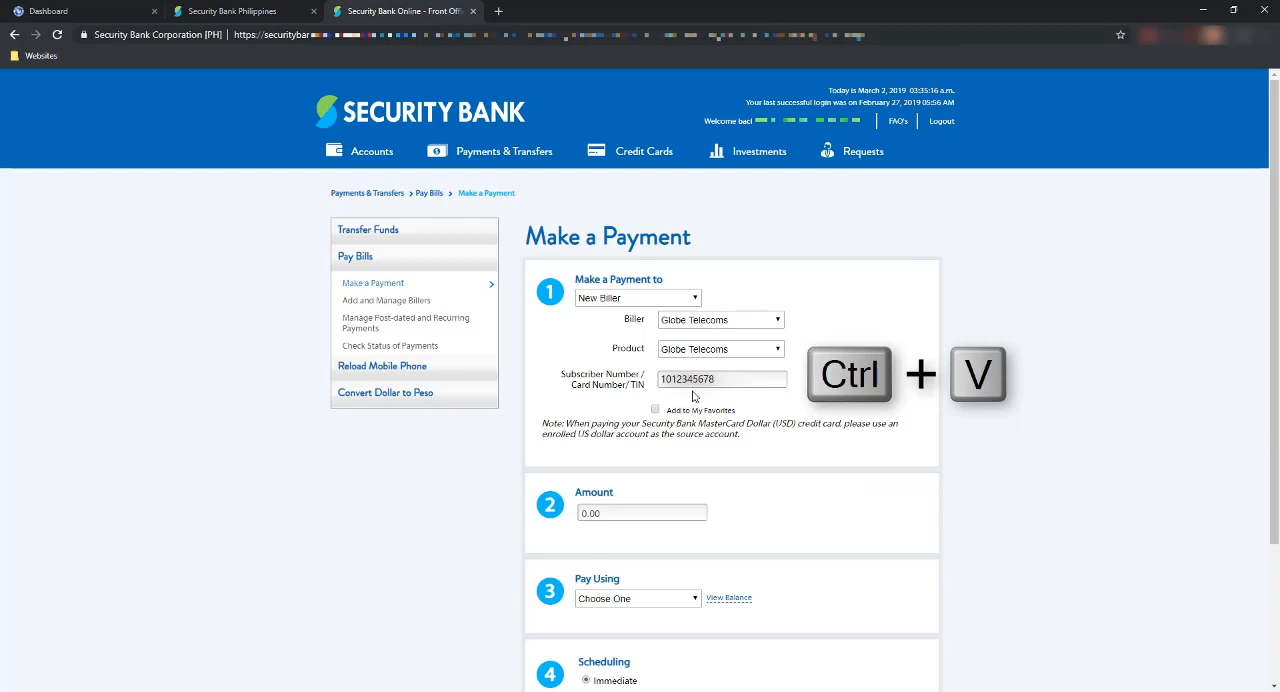 Dashboard
Security Bank Philippines
Security Bank Online - Front Offi
Security Bank Corporation [PH] | https://securitybar
Websites
SECURITY BANK
Today is March 2, 2019 03:35:16 a.m.
Your last successful login was on February 27, 2019 05:56 AM
Welcome bacl
FAQ's
Logout
Accounts
Payments & Transfers
Credit Cards
Investments
Requests
Payments & Transfers > Pay Bills > Make a Payment
Transfer Funds
Pay Bills
Make a Payment
Add and Manage Billers
Manage Post-dated and Recurring
Payments
Check Status of Payments
Reload Mobile Phone
Convert Dollar to Peso
Make a Payment
1
Make a Payment to
New Biller
Biller
Globe Telecoms
Product
Globe Telecoms
Subscriber Number /
Card Number/ TIN
1012345678
Ctrl + V
Add to My Favorites
Note: When paying your Security Bank MasterCard Dollar (USD) credit card, please use an
enrolled US dollar account as the source account.
2
Amount
0.00
3
Pay Using
Choose One
View Balance
4
Scheduling
Immediate